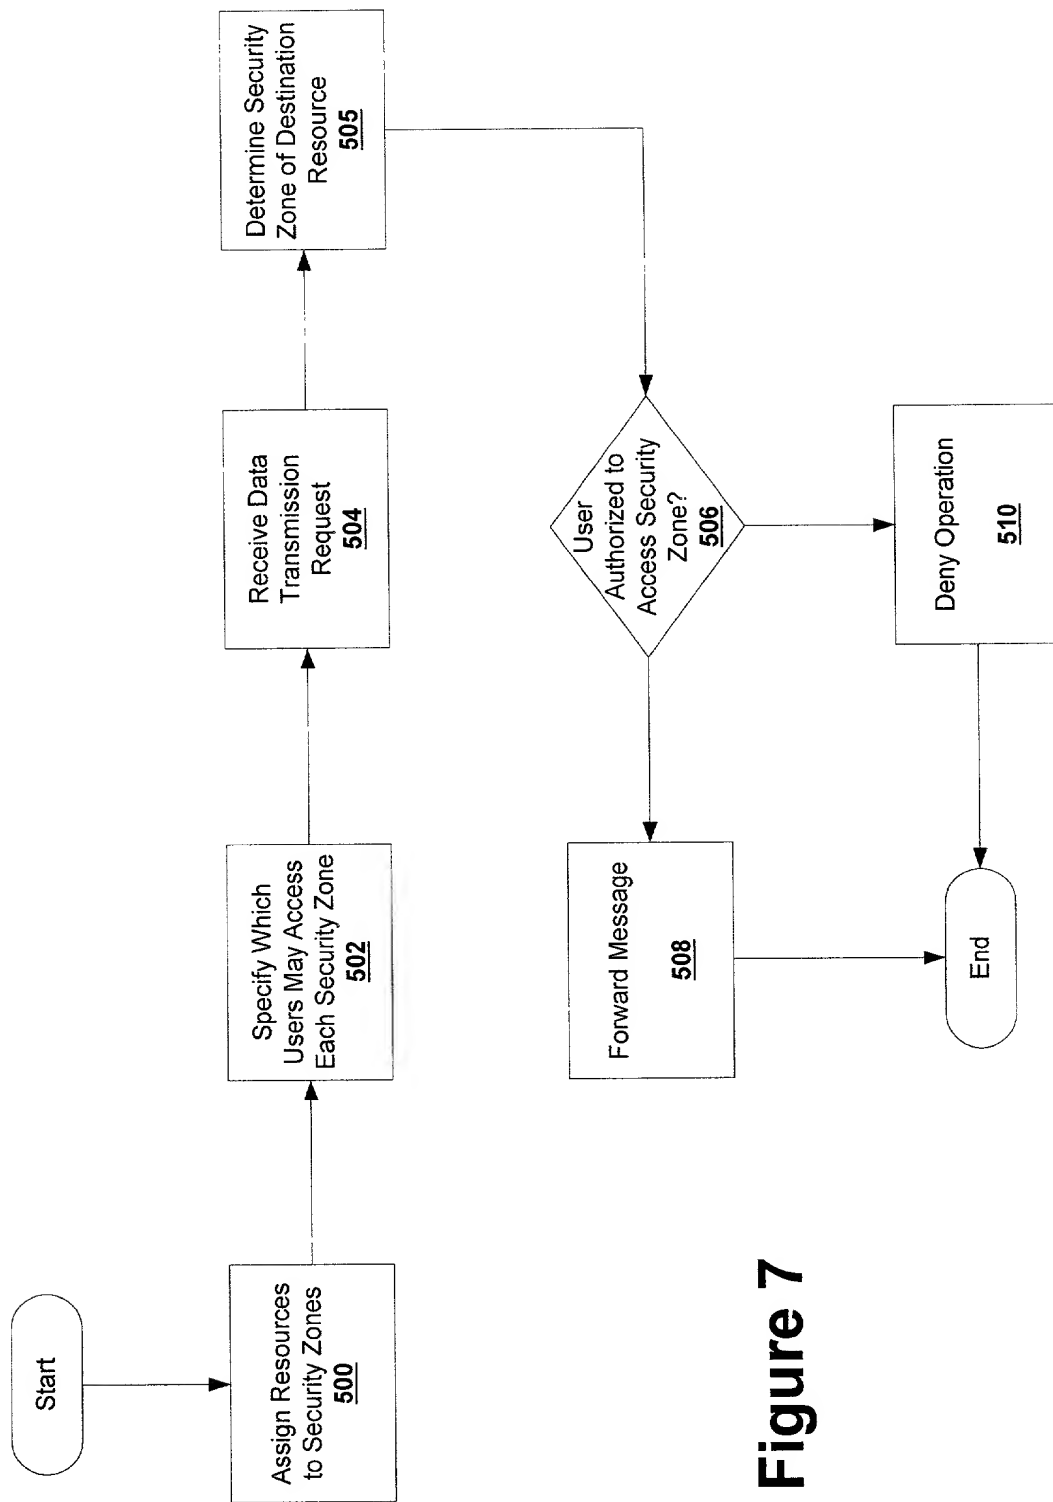 Start
Assign Resources
to Security Zones
500
Specify Which
Users May Access
Each Security Zone
502
Receive Data
Transmission
Request
504
Determine Security
Zone of Destination
Resource
505
User
Authorized to
Access Security
Zone?
506
Forward Message
508
Deny Operation
510
End
Figure 7